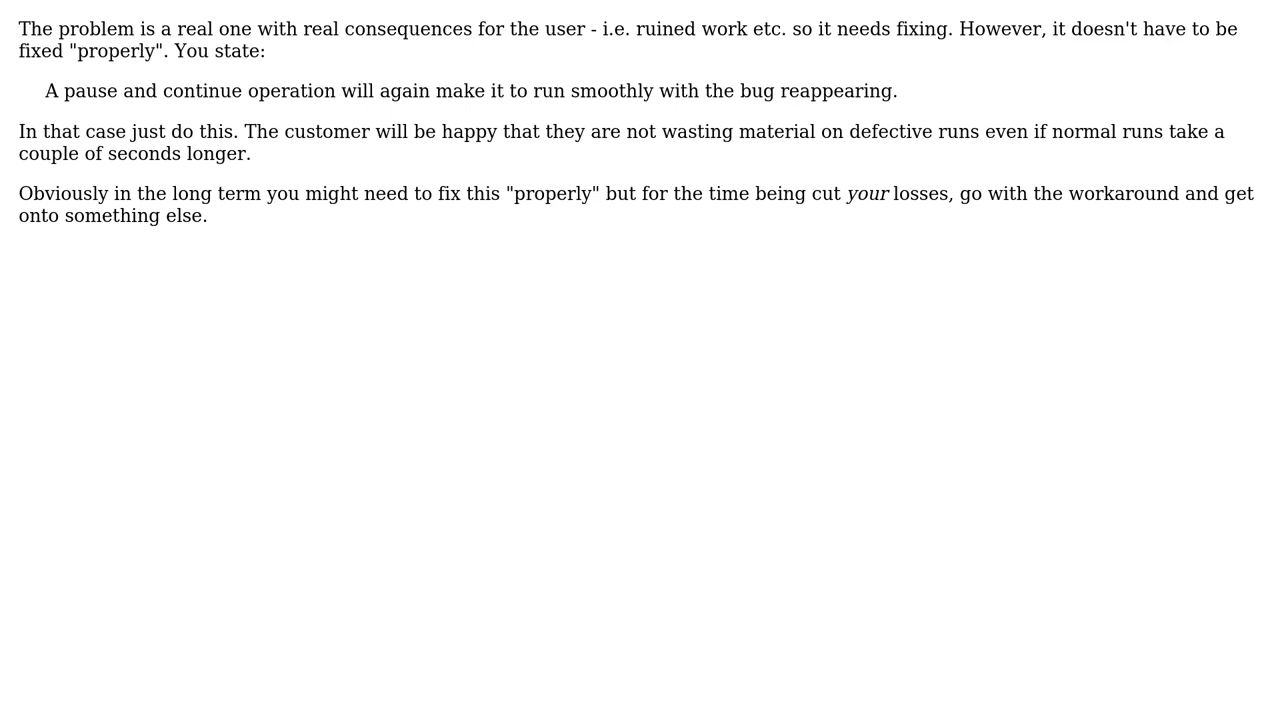 The problem is a real one with real consequences for the user - i.e. ruined work etc. so it needs fixing. However, it doesn't have to be
fixed "properly". You state:
A pause and continue operation will again make it to run smoothly with the bug reappearing.
In that case just do this. The customer will be happy that they are not wasting material on defective runs even if normal runs take a
couple of seconds longer.
Obviously in the long term you might need to fix this "properly" but for the time being cut your losses, go with the workaround and get
onto something else.